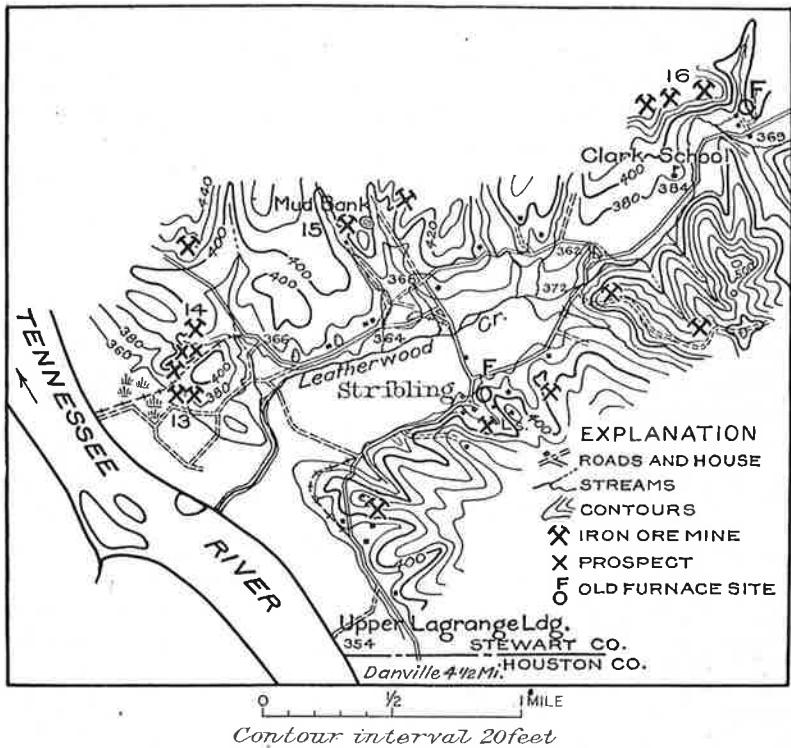 16
F
369
Clark School
400
384
380
440
400
Mud Bank
15
420
400
400
400
366
362
372
14
380
360
366
364
Leatherwood Cr.
400
380
13
Stribling
F
400
TENNESSEE RIVER
400
Upper Lagrange Ldg.
354
STEWART CO.
HOUSTON CO.
Danville 4½ Mi.
EXPLANATION
ROADS AND HOUSE
STREAMS
CONTOURS
IRON ORE MINE
PROSPECT
F OLD FURNACE SITE
0 ½ 1 MILE
Contour interval 20 feet